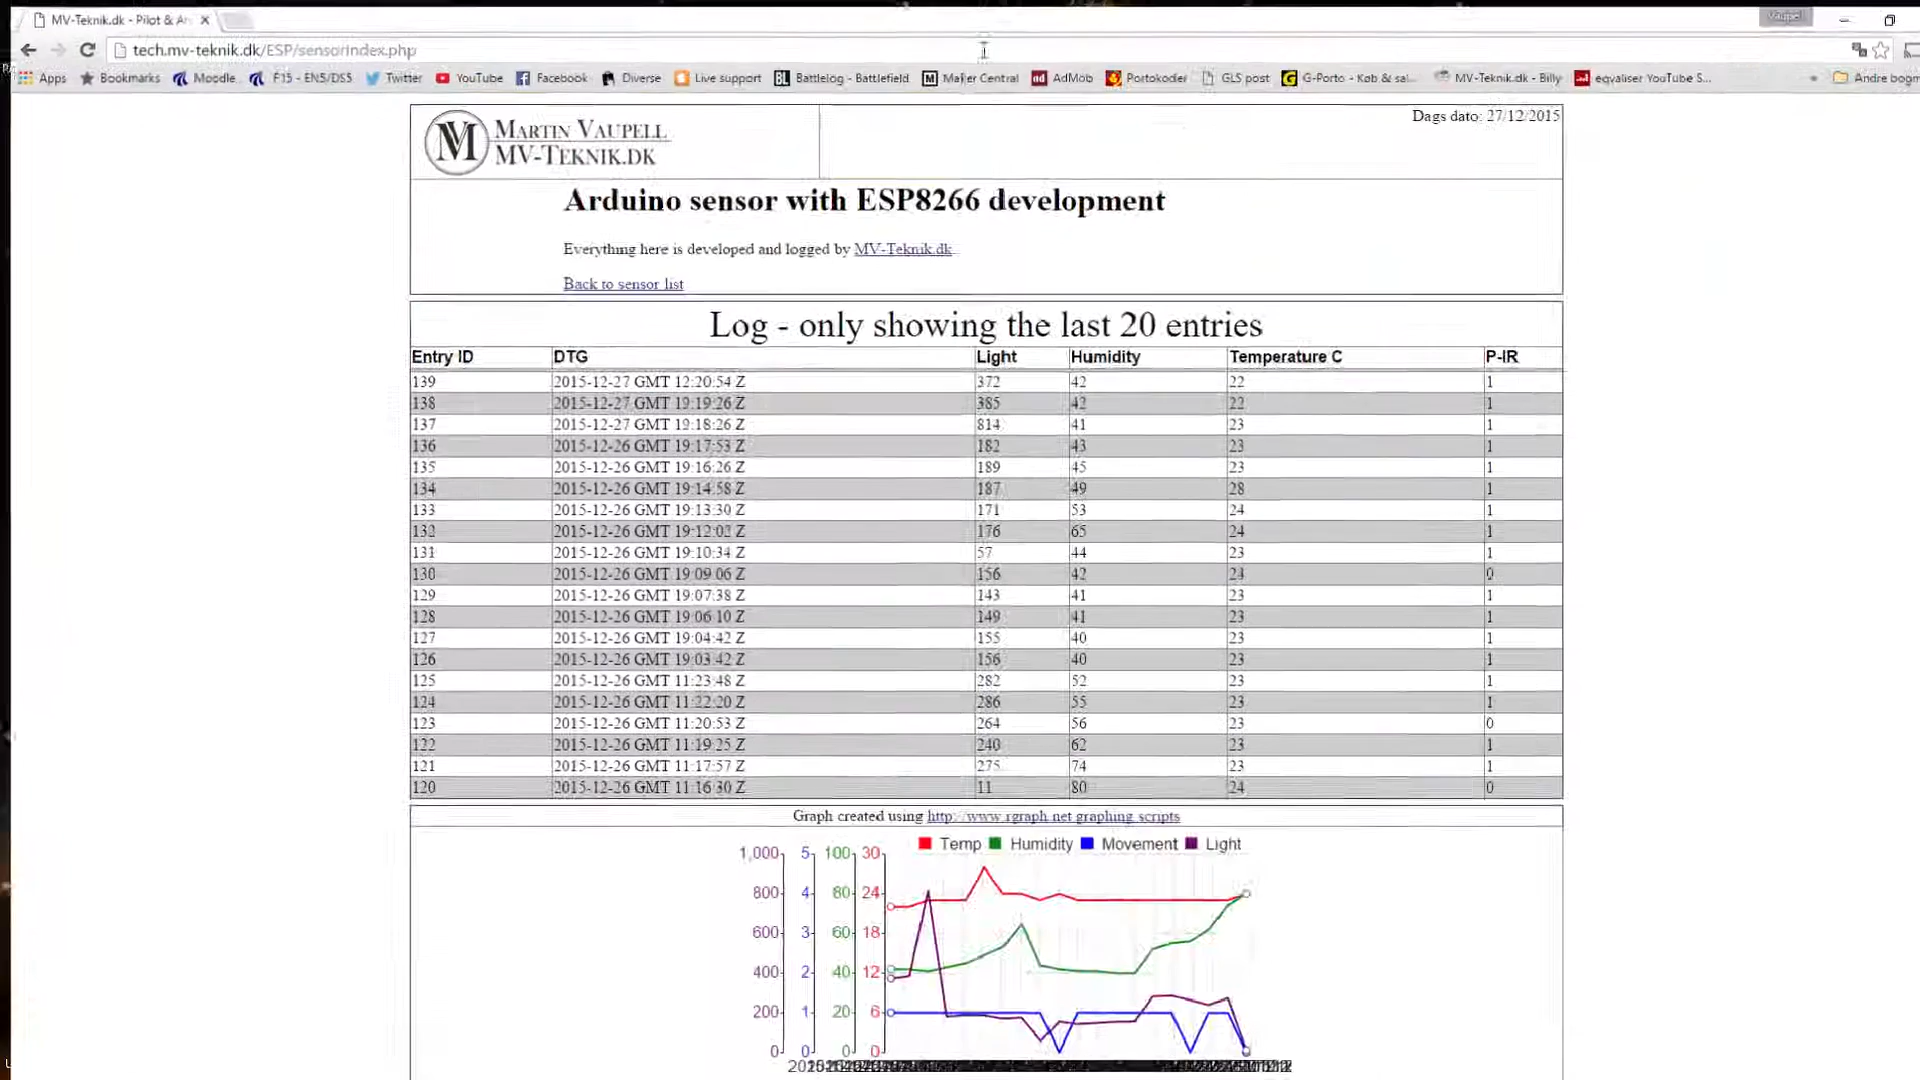 MV-Teknik.dk - Pilot & Ar
Vaupell
tech.mv-teknik.dk/ESP/sensorindex.php
Apps Bookmarks Moodle F15 - EN5/DS5 Twitter YouTube Facebook Diverse Live support Battlelog - Battlefield Maker Central AdMob Portokoder GLS post G-Porto - Køb & sal... MV-Teknik.dk - Billy eqvaliser YouTube S... » Andre bogm
MARTIN VAUPELL
MV-TEKNIK.DK
Dags dato: 27/12/2015
Arduino sensor with ESP8266 development
Everything here is developed and logged by MV-Teknik.dk
Back to sensor list
Log - only showing the last 20 entries
Entry ID DTG Light Humidity Temperature C P-IR
139 2015-12-27 GMT 12:20:54 Z 372 42 22 1
138 2015-12-27 GMT 19:19:26 Z 385 42 22 1
137 2015-12-27 GMT 19:18:26 Z 814 41 23 1
136 2015-12-26 GMT 19:17:53 Z 182 43 23 1
135 2015-12-26 GMT 19:16:26 Z 189 45 23 1
134 2015-12-26 GMT 19:14:58 Z 187 49 28 1
133 2015-12-26 GMT 19:13:30 Z 171 53 24 1
132 2015-12-26 GMT 19:12:02 Z 176 65 24 1
131 2015-12-26 GMT 19:10:34 Z 57 44 23 1
130 2015-12-26 GMT 19:09:06 Z 156 42 24 0
129 2015-12-26 GMT 19:07:38 Z 143 41 23 1
128 2015-12-26 GMT 19:06:10 Z 149 41 23 1
127 2015-12-26 GMT 19:04:42 Z 155 40 23 1
126 2015-12-26 GMT 19:03:42 Z 156 40 23 1
125 2015-12-26 GMT 11:23:48 Z 282 52 23 1
124 2015-12-26 GMT 11:22:20 Z 286 55 23 1
123 2015-12-26 GMT 11:20:53 Z 264 56 23 0
122 2015-12-26 GMT 11:19:25 Z 240 62 23 1
121 2015-12-26 GMT 11:17:57 Z 275 74 23 1
120 2015-12-26 GMT 11:16:30 Z 11 80 24 0
Graph created using http://www.rgraph.net graphing scripts
Temp Humidity Movement Light
1,000 5 100 30
800 4 80 24
600 3 60 18
400 2 40 12
200 1 20 6
0 0 0 0